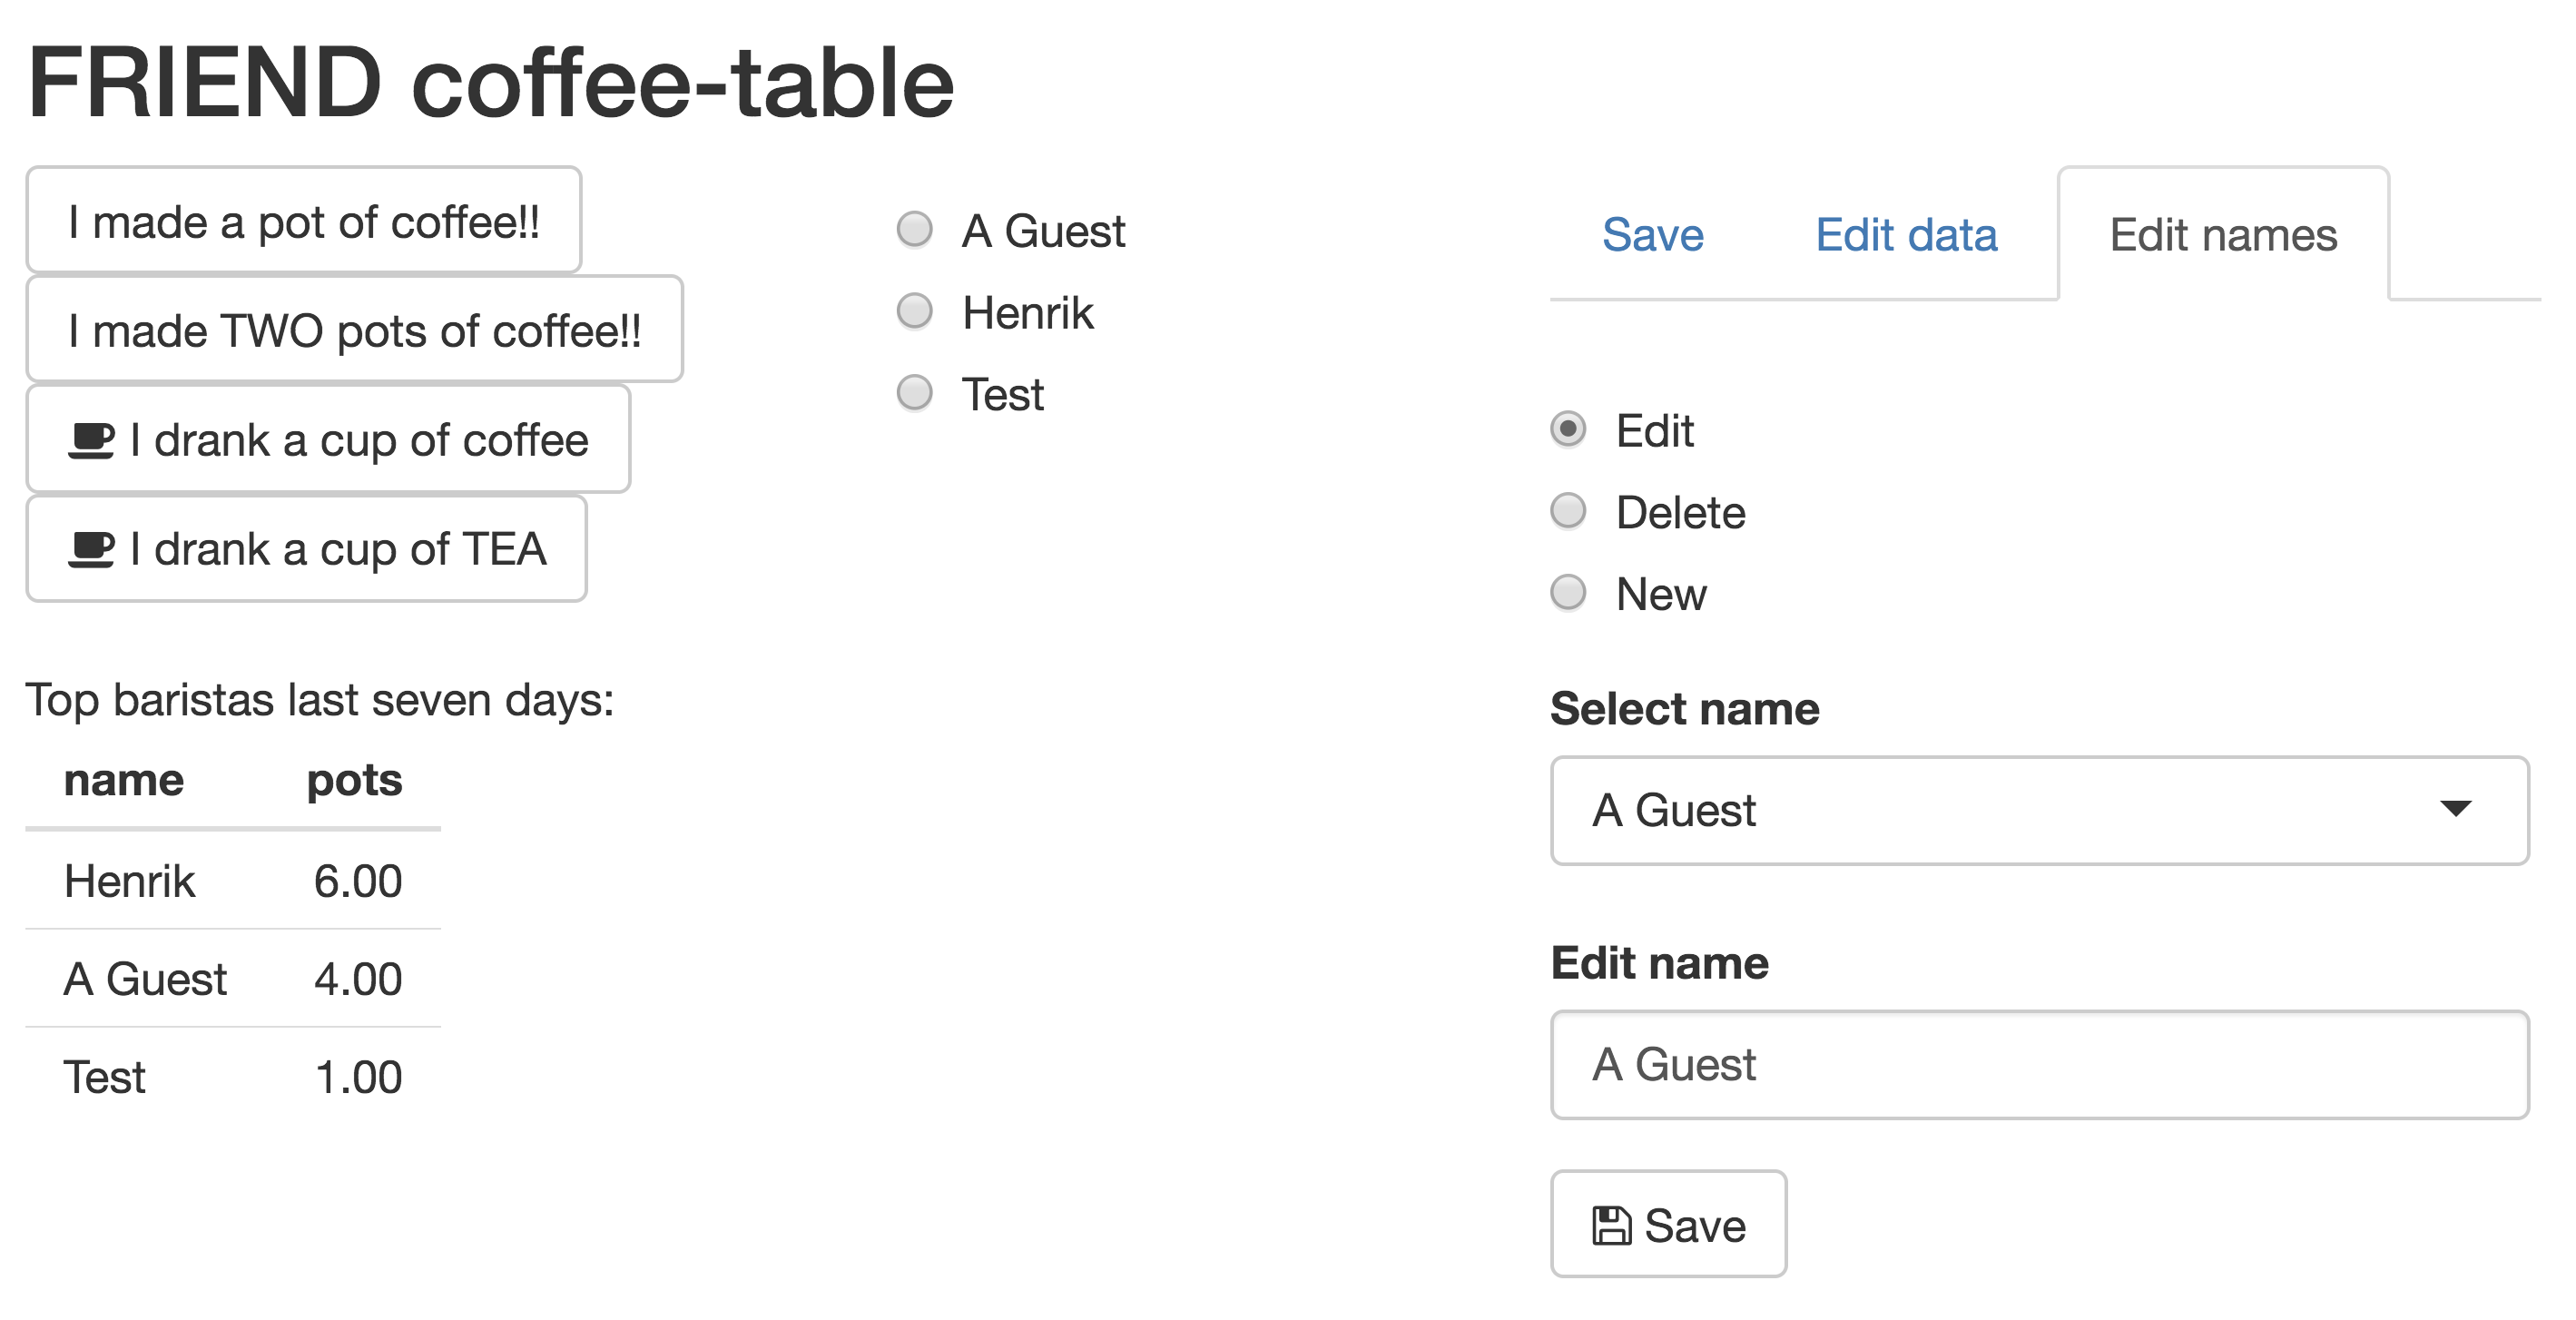 FRIEND coffee-table
I made a pot of coffee!!
I made TWO pots of coffee!!
I drank a cup of coffee
I drank a cup of TEA
A Guest
Henrik
Test
Top baristas last seven days:
name pots
Henrik 6.00
A Guest 4.00
Test 1.00
Save Edit data Edit names
Edit
Delete
New
Select name
A Guest
Edit name
A Guest
Save